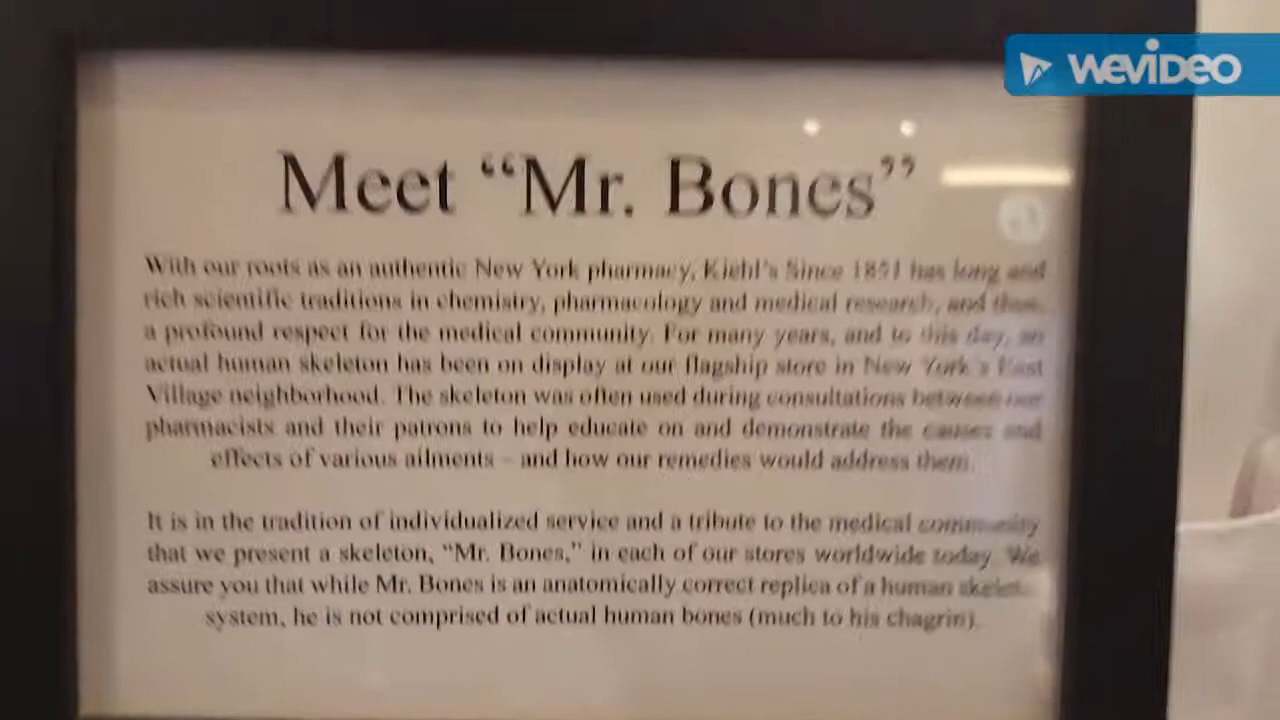 WEVIDEO
Meet “Mr. Bones”
With our roots as an authentic New York pharmacy, Kiehl's Since 1851 has long and
rich scientific traditions in chemistry, pharmacology and medical research, and thus,
a profound respect for the medical community. For many years, and to this day, an
actual human skeleton has been on display at our flagship store in New York's East
Village neighborhood. The skeleton was often used during consultations between our
pharmacists and their patrons to help educate on and demonstrate the causes and
effects of various ailments – and how our remedies would address them.
It is in the tradition of individualized service and a tribute to the medical community
that we present a skeleton, “Mr. Bones,” in each of our stores worldwide today. We
assure you that while Mr. Bones is an anatomically correct replica of a human
system, he is not comprised of actual human bones (much to his chagrin).